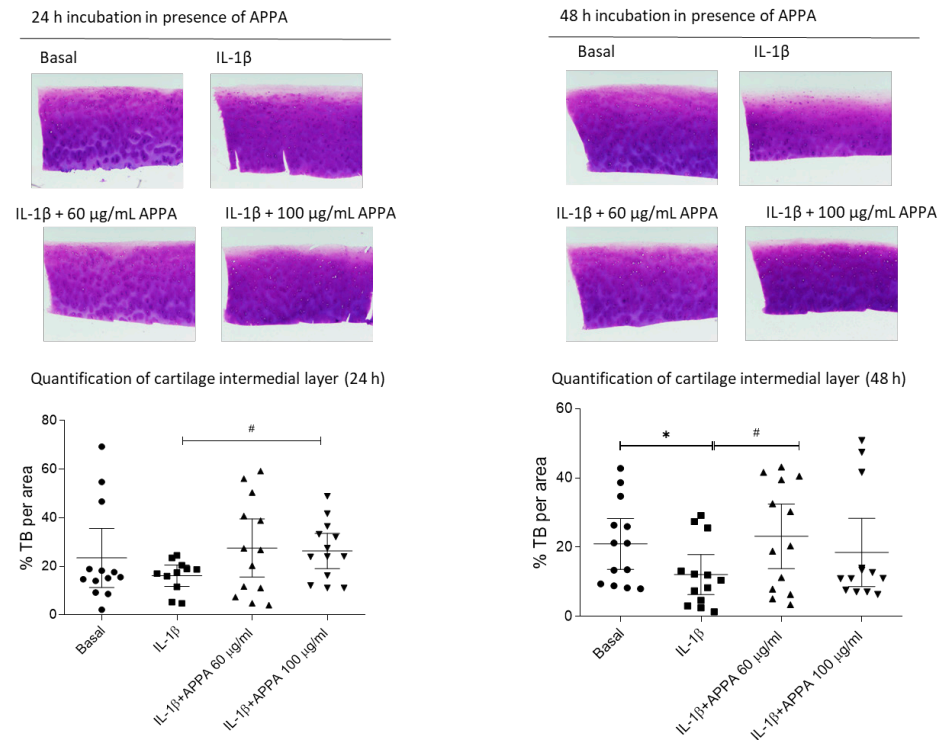 24 h incubation in presence of APPA
Basal
IL-1β
IL-1β + 60 µg/mL APPA
IL-1β + 100 µg/mL APPA
Quantification of cartilage intermedial layer (24 h)
% TB per area
80
60
40
20
0
#
Basal
IL-1β
IL-1β+APPA 60 µg/ml
IL-1β+APPA 100 µg/ml
48 h incubation in presence of APPA
Basal
IL-1β
IL-1β + 60 µg/mL APPA
IL-1β + 100 µg/mL APPA
Quantification of cartilage intermedial layer (48 h)
% TB per area
60
40
20
0
*
#
Basal
IL-1β
IL-1β+APPA 60 µg/ml
IL-1β+APPA 100 µg/ml